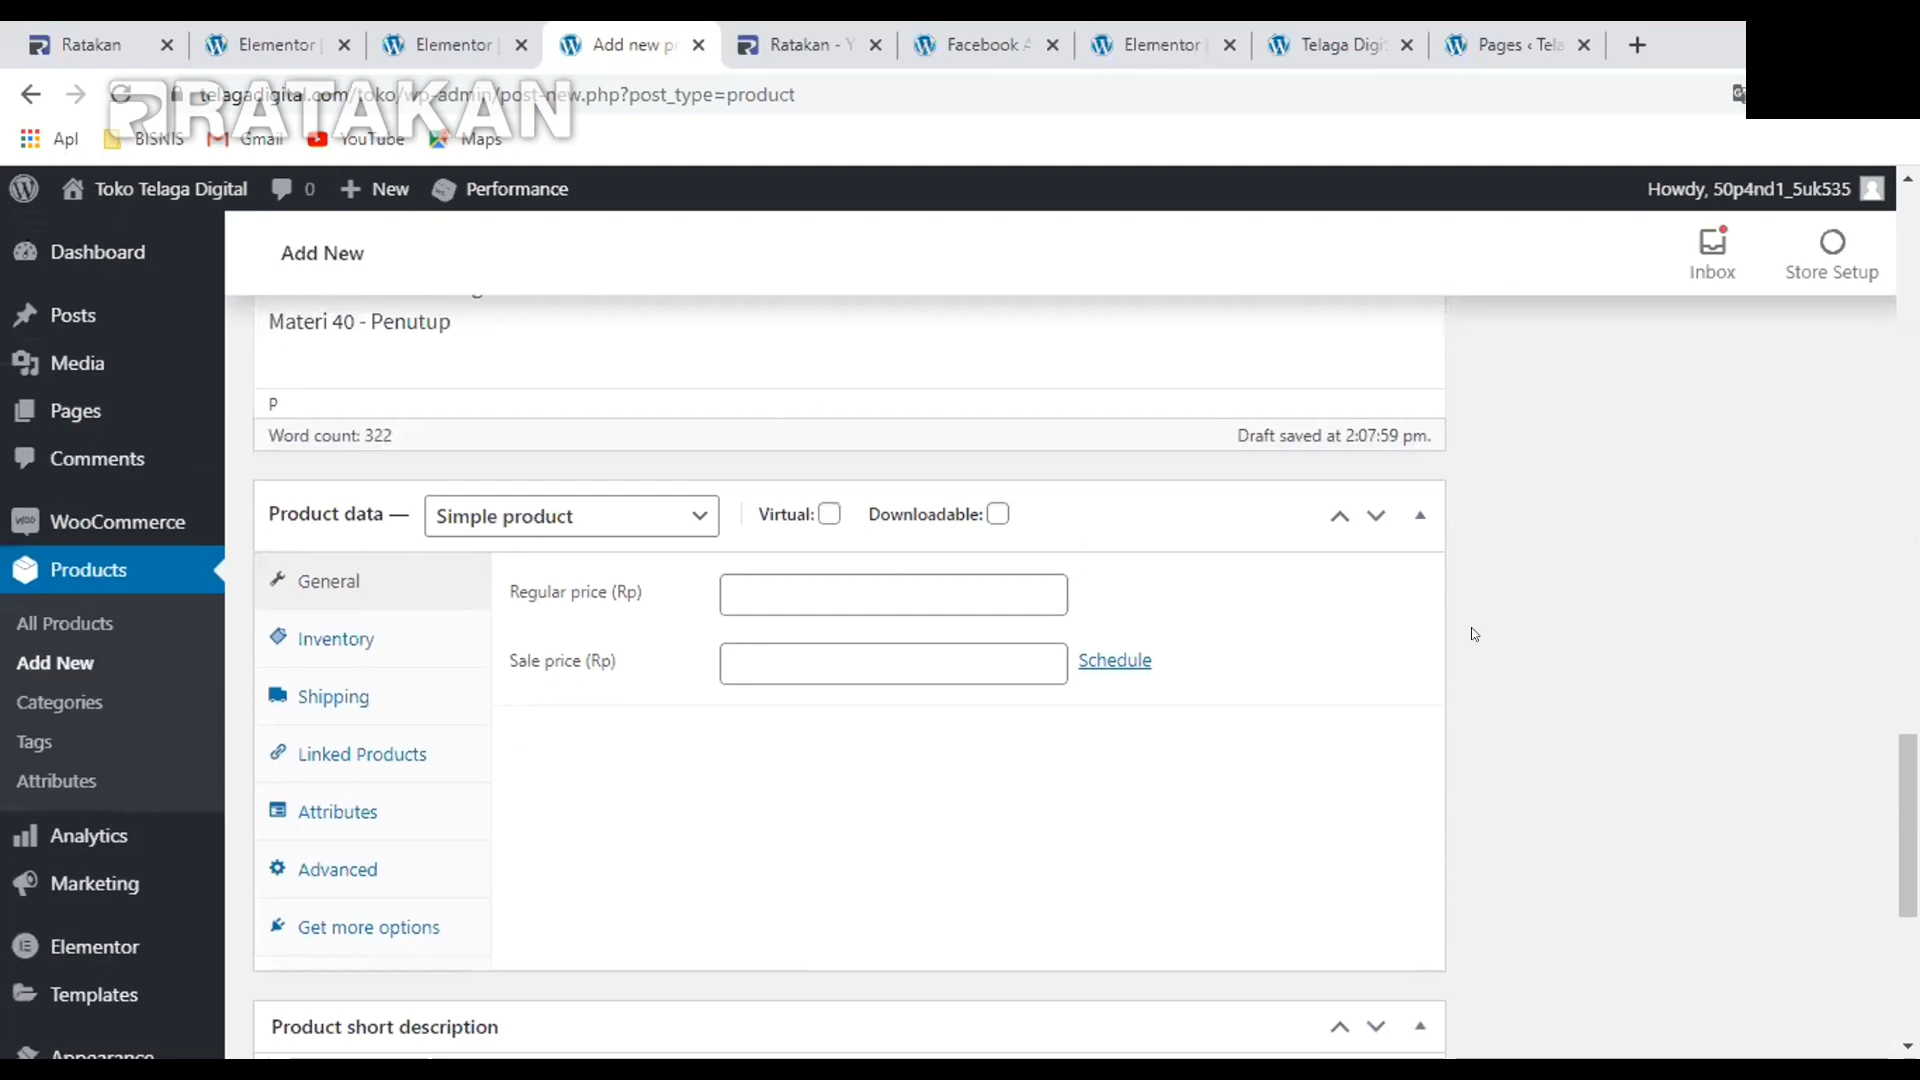 Ratakan
Elementor |
Elementor |
Add new pr
Ratakan - Y
Facebook A
Elementor
Telaga Digi
Pages ‹ Tela
telagadigital.com/toko/wp-admin/post-new.php?post_type=product
RATAKAN
Apl
BISNIS
Gmail
YouTube
Maps
Toko Telaga Digital
0
New
Performance
Howdy, 50p4nd1_5uk535
Add New
Inbox
Store Setup
Dashboard
Posts
Media
Pages
Comments
WooCommerce
Products
All Products
Add New
Categories
Tags
Attributes
Analytics
Marketing
Elementor
Templates
Appearance
Materi 40 - Penutup
P
Word count: 322
Draft saved at 2:07:59 pm.
Product data —
Simple product
Virtual:
Downloadable:
General
Inventory
Shipping
Linked Products
Attributes
Advanced
Get more options
Regular price (Rp)
Sale price (Rp)
Schedule
Product short description